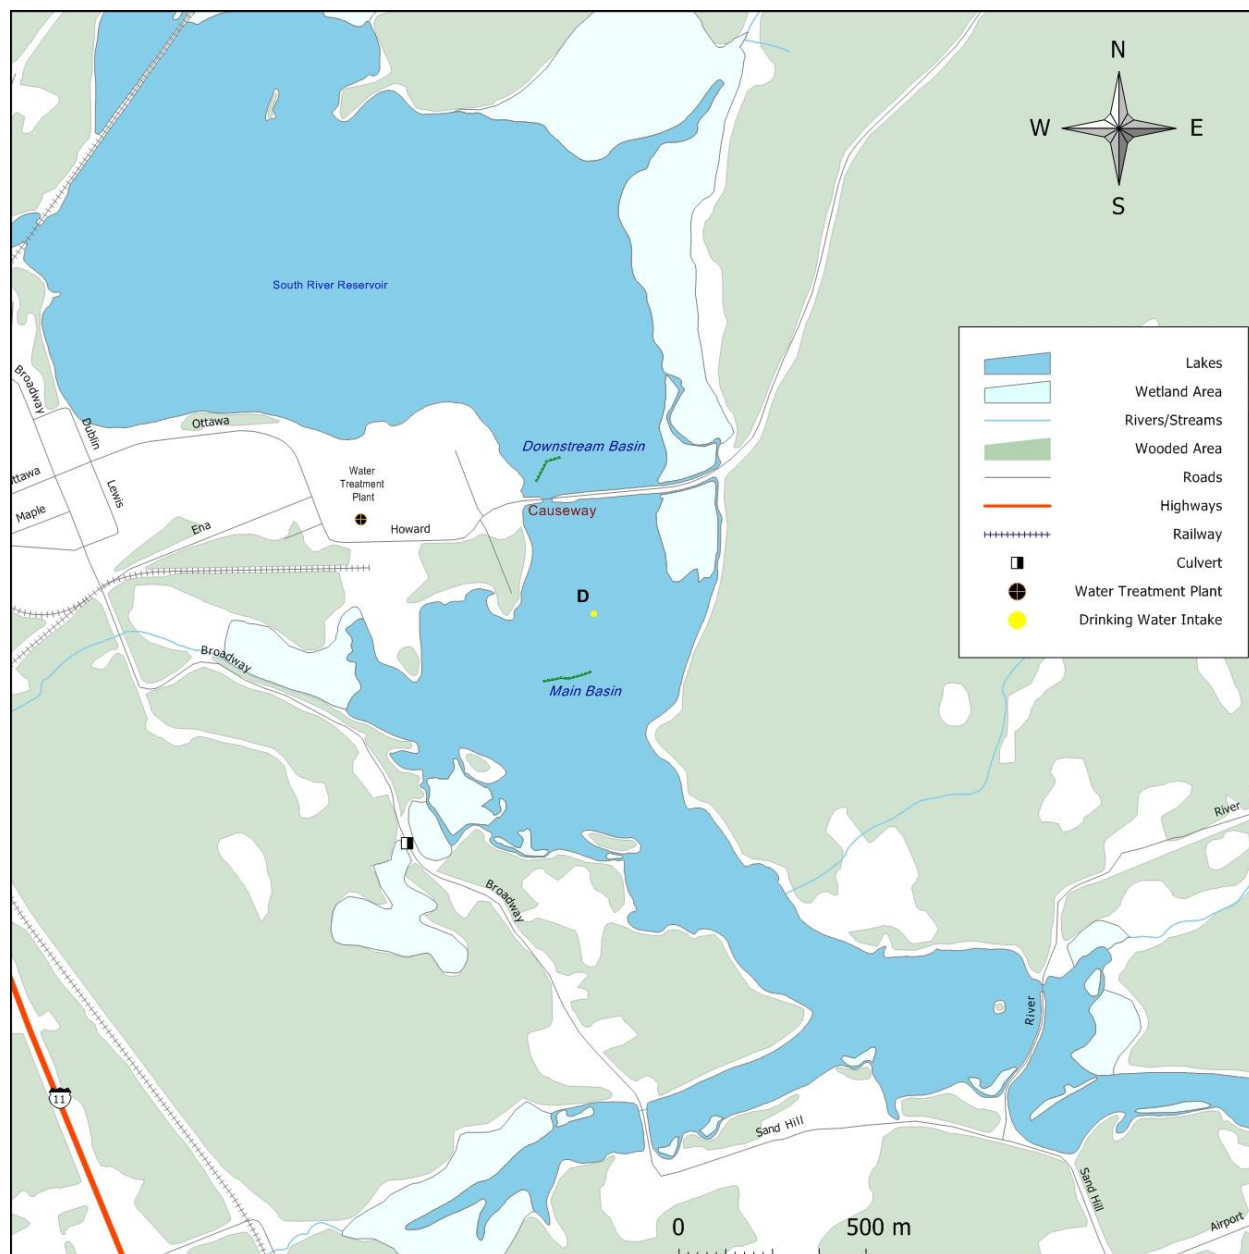 N
W
E
S
South River Reservoir
Broadway
Dublin
Ottawa
Lewis
Maple
Ena
Water
Treatment
Plant
Howard
Downstream Basin
Causeway
D
Main Basin
Broadway
Broadway
Lakes
Wetland Area
Rivers/Streams
Wooded Area
Roads
Highways
Railway
Culvert
Water Treatment Plant
Drinking Water Intake
River
River
Sand Hill
Sand Hill
Airport
11
0
500 m